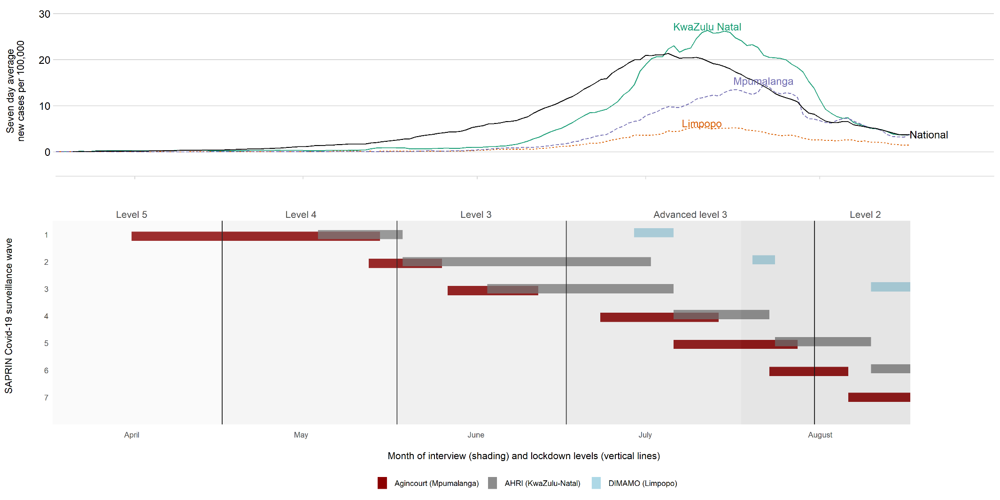 30
KwaZulu Natal
20
Mpumalanga
10
Limpopo
National
0
Seven day average
new cases per 100,000
Level 5
Level 4
Level 3
Advanced level 3
Level 2
1
2
3
4
5
6
7
SAPRIN Covid-19 surveillance wave
April
May
June
July
August
Month of interview (shading) and lockdown levels (vertical lines)
Agincourt (Mpumalanga)
AHRI (KwaZulu-Natal)
DIMAMO (Limpopo)